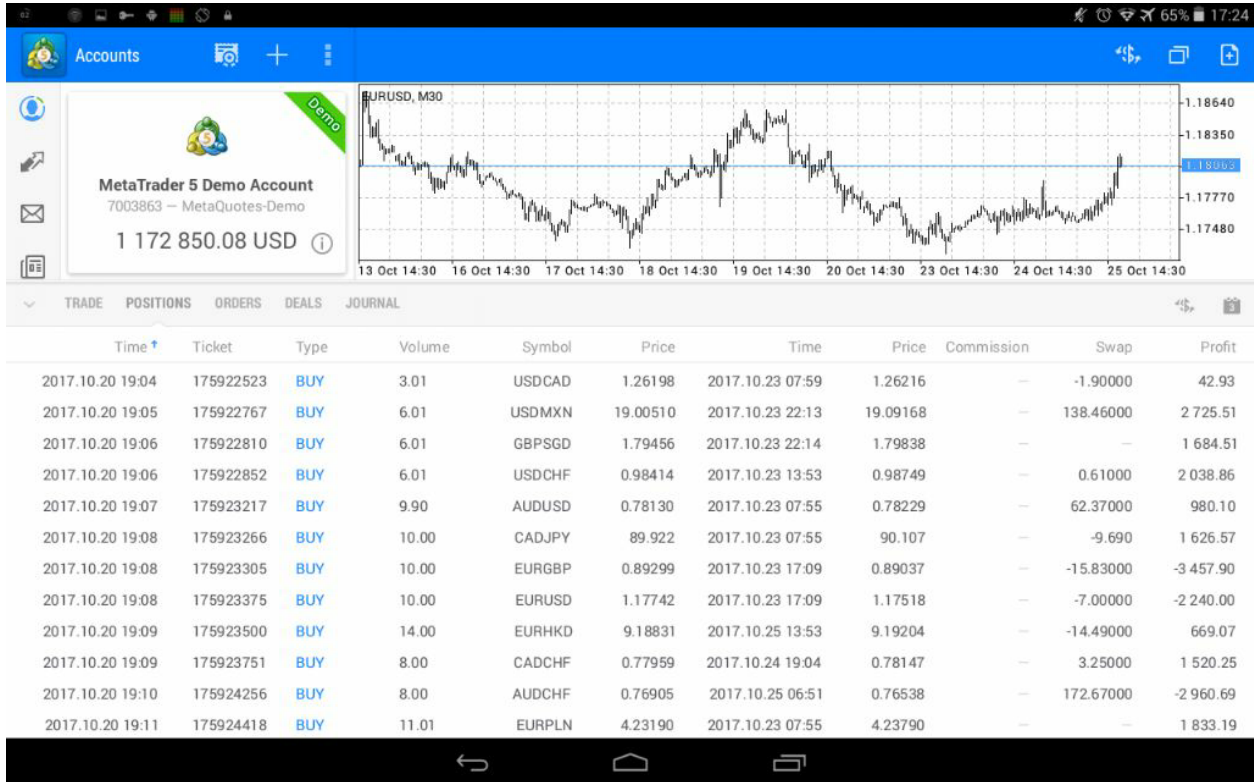 65% 17:24
Accounts
Demo
MetaTrader 5 Demo Account
7003863 — MetaQuotes-Demo
1 172 850.08 USD
EURUSD, M30
1.18640
1.18350
1.18063
1.17770
1.17480
13 Oct 14:30 16 Oct 14:30 17 Oct 14:30 18 Oct 14:30 19 Oct 14:30 20 Oct 14:30 23 Oct 14:30 24 Oct 14:30 25 Oct 14:30
TRADE POSITIONS ORDERS DEALS JOURNAL
Time Ticket Type Volume Symbol Price Time Price Commission Swap Profit
2017.10.20 19:04 175922523 BUY 3.01 USDCAD 1.26198 2017.10.23 07:59 1.26216 — -1.90000 42.93
2017.10.20 19:05 175922767 BUY 6.01 USDMXN 19.00510 2017.10.23 22:13 19.09168 — 138.46000 2 725.51
2017.10.20 19:06 175922810 BUY 6.01 GBPSGD 1.79456 2017.10.23 22:14 1.79838 — — 1 684.51
2017.10.20 19:06 175922852 BUY 6.01 USDCHF 0.98414 2017.10.23 13:53 0.98749 — 0.61000 2 038.86
2017.10.20 19:07 175923217 BUY 9.90 AUDUSD 0.78130 2017.10.23 07:55 0.78229 — 62.37000 980.10
2017.10.20 19:08 175923266 BUY 10.00 CADJPY 89.922 2017.10.23 07:55 90.107 — -9.690 1 626.57
2017.10.20 19:08 175923305 BUY 10.00 EURGBP 0.89299 2017.10.23 17:09 0.89037 — -15.83000 -3 457.90
2017.10.20 19:08 175923375 BUY 10.00 EURUSD 1.17742 2017.10.23 17:09 1.17518 — -7.00000 -2 240.00
2017.10.20 19:09 175923500 BUY 14.00 EURHKD 9.18831 2017.10.25 13:53 9.19204 — -14.49000 669.07
2017.10.20 19:09 175923751 BUY 8.00 CADCHF 0.77959 2017.10.24 19:04 0.78147 — 3.25000 1 520.25
2017.10.20 19:10 175924256 BUY 8.00 AUDCHF 0.76905 2017.10.25 06:51 0.76538 — 172.67000 -2 960.69
2017.10.20 19:11 175924418 BUY 11.01 EURPLN 4.23190 2017.10.23 07:55 4.23790 — — 1 833.19